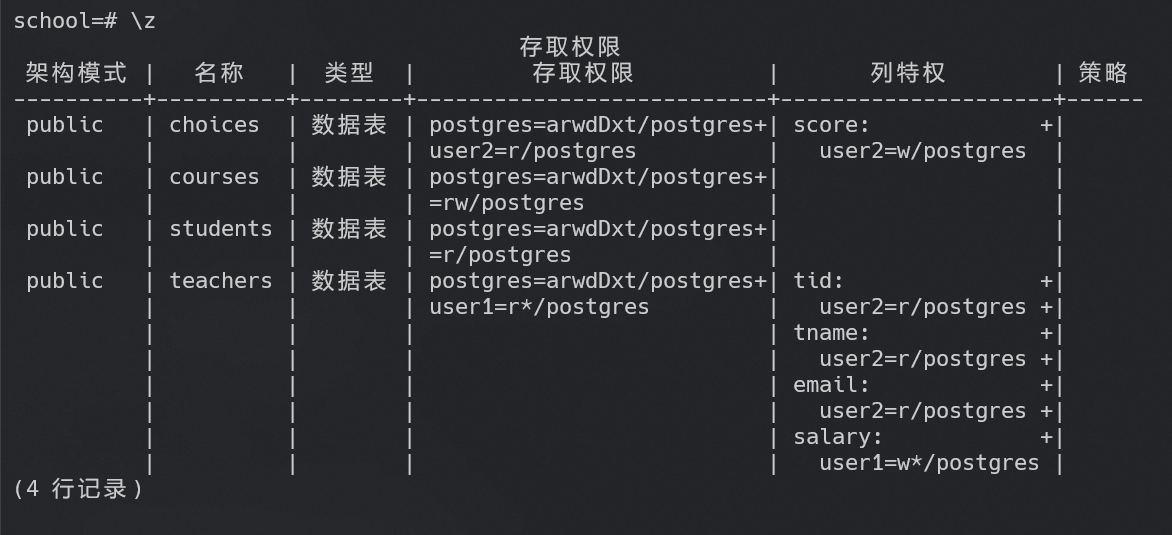 school=# \z
                                       存取权限
 架构模式 |   名称   |  类型  |         存取权限          |       列特权        | 策略
----------+----------+--------+---------------------------+---------------------+------
 public   | choices  | 数据表 | postgres=arwdDxt/postgres+| score:             +|
          |          |        | user2=r/postgres          |   user2=w/postgres  |
 public   | courses  | 数据表 | postgres=arwdDxt/postgres+|                     |
          |          |        | =rw/postgres              |                     |
 public   | students | 数据表 | postgres=arwdDxt/postgres+|                     |
          |          |        | =r/postgres               |                     |
 public   | teachers | 数据表 | postgres=arwdDxt/postgres+| tid:               +|
          |          |        | user1=r*/postgres         |   user2=r/postgres +|
          |          |        |                           | tname:             +|
          |          |        |                           |   user2=r/postgres +|
          |          |        |                           | email:             +|
          |          |        |                           |   user2=r/postgres +|
          |          |        |                           | salary:            +|
          |          |        |                           |   user1=w*/postgres |
(4 行记录)